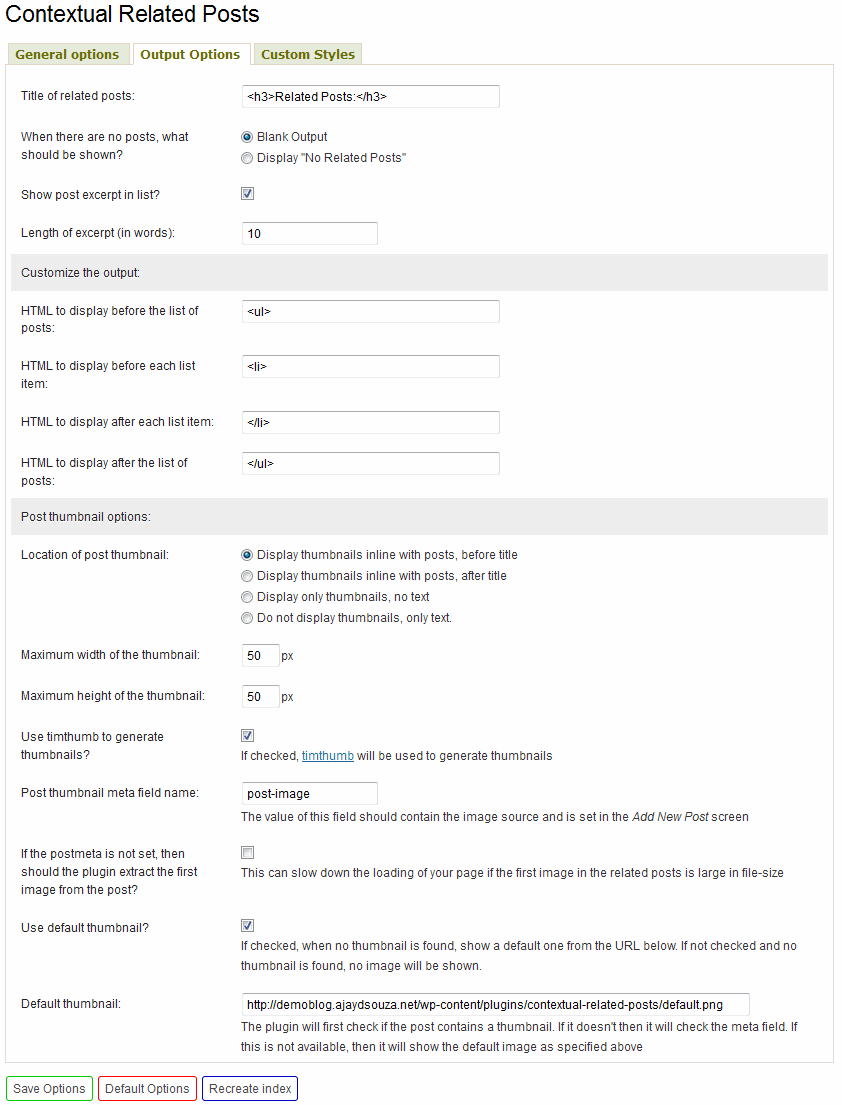 Contextual Related Posts
General options
Output Options
Custom Styles
Title of related posts:
<h3>Related Posts:</h3>
When there are no posts, what
should be shown?
Blank Output
Display "No Related Posts"
Show post excerpt in list?
Length of excerpt (in words):
10
Customize the output:
HTML to display before the list of
posts:
<ul>
HTML to display before each list
item:
<li>
HTML to display after each list item:
</li>
HTML to display after the list of
posts:
</ul>
Post thumbnail options:
Location of post thumbnail:
Display thumbnails inline with posts, before title
Display thumbnails inline with posts, after title
Display only thumbnails, no text
Do not display thumbnails, only text.
Maximum width of the thumbnail:
50 px
Maximum height of the thumbnail:
50 px
Use timthumb to generate
thumbnails?
If checked, timthumb will be used to generate thumbnails
Post thumbnail meta field name:
post-image
The value of this field should contain the image source and is set in the Add New Post screen
If the postmeta is not set, then
should the plugin extract the first
image from the post?
This can slow down the loading of your page if the first image in the related posts is large in file-size
Use default thumbnail?
If checked, when no thumbnail is found, show a default one from the URL below. If not checked and no
thumbnail is found, no image will be shown.
Default thumbnail:
http://demoblog.ajaydsouza.net/wp-content/plugins/contextual-related-posts/default.png
The plugin will first check if the post contains a thumbnail. If it doesn't then it will check the meta field. If
this is not available, then it will show the default image as specified above
Save Options
Default Options
Recreate index